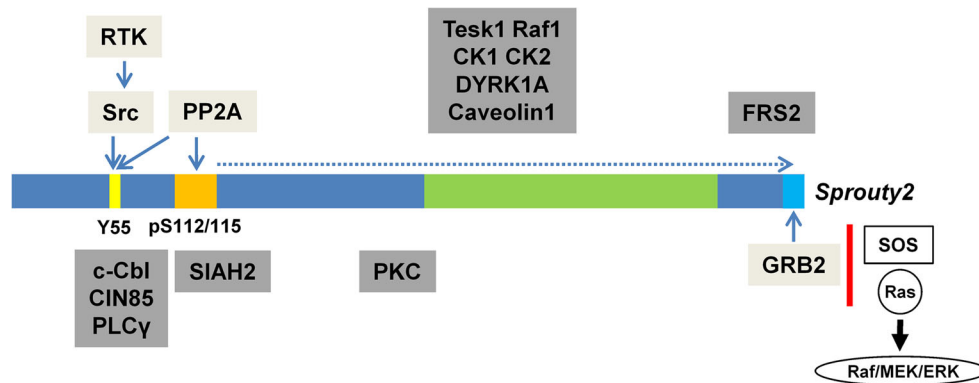 RTK
Src
PP2A
Tesk1 Raf1
CK1 CK2
DYRK1A
Caveolin1
FRS2
Sprouty2
Y55
pS112/115
c-Cbl
CIN85
PLCγ
SIAH2
PKC
GRB2
SOS
Ras
Raf/MEK/ERK